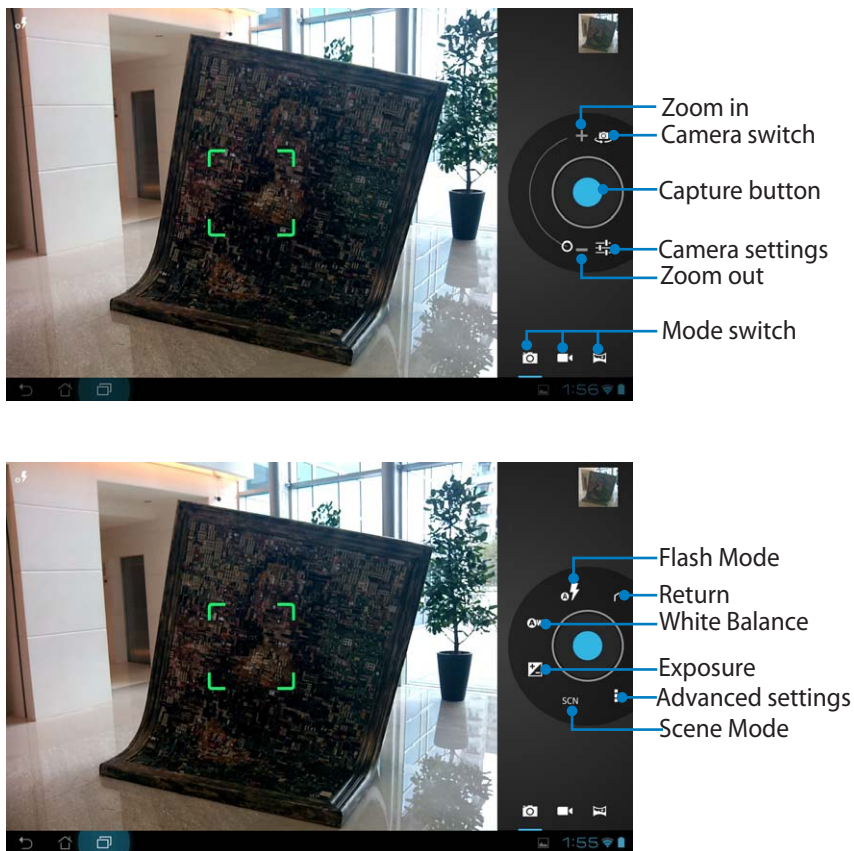 Zoom in
Camera switch
Capture button
Camera settings
Zoom out
Mode switch
1:56
Flash Mode
Return
A
AW
White Balance
Exposure
Advanced settings
SCN
Scene Mode
1:55